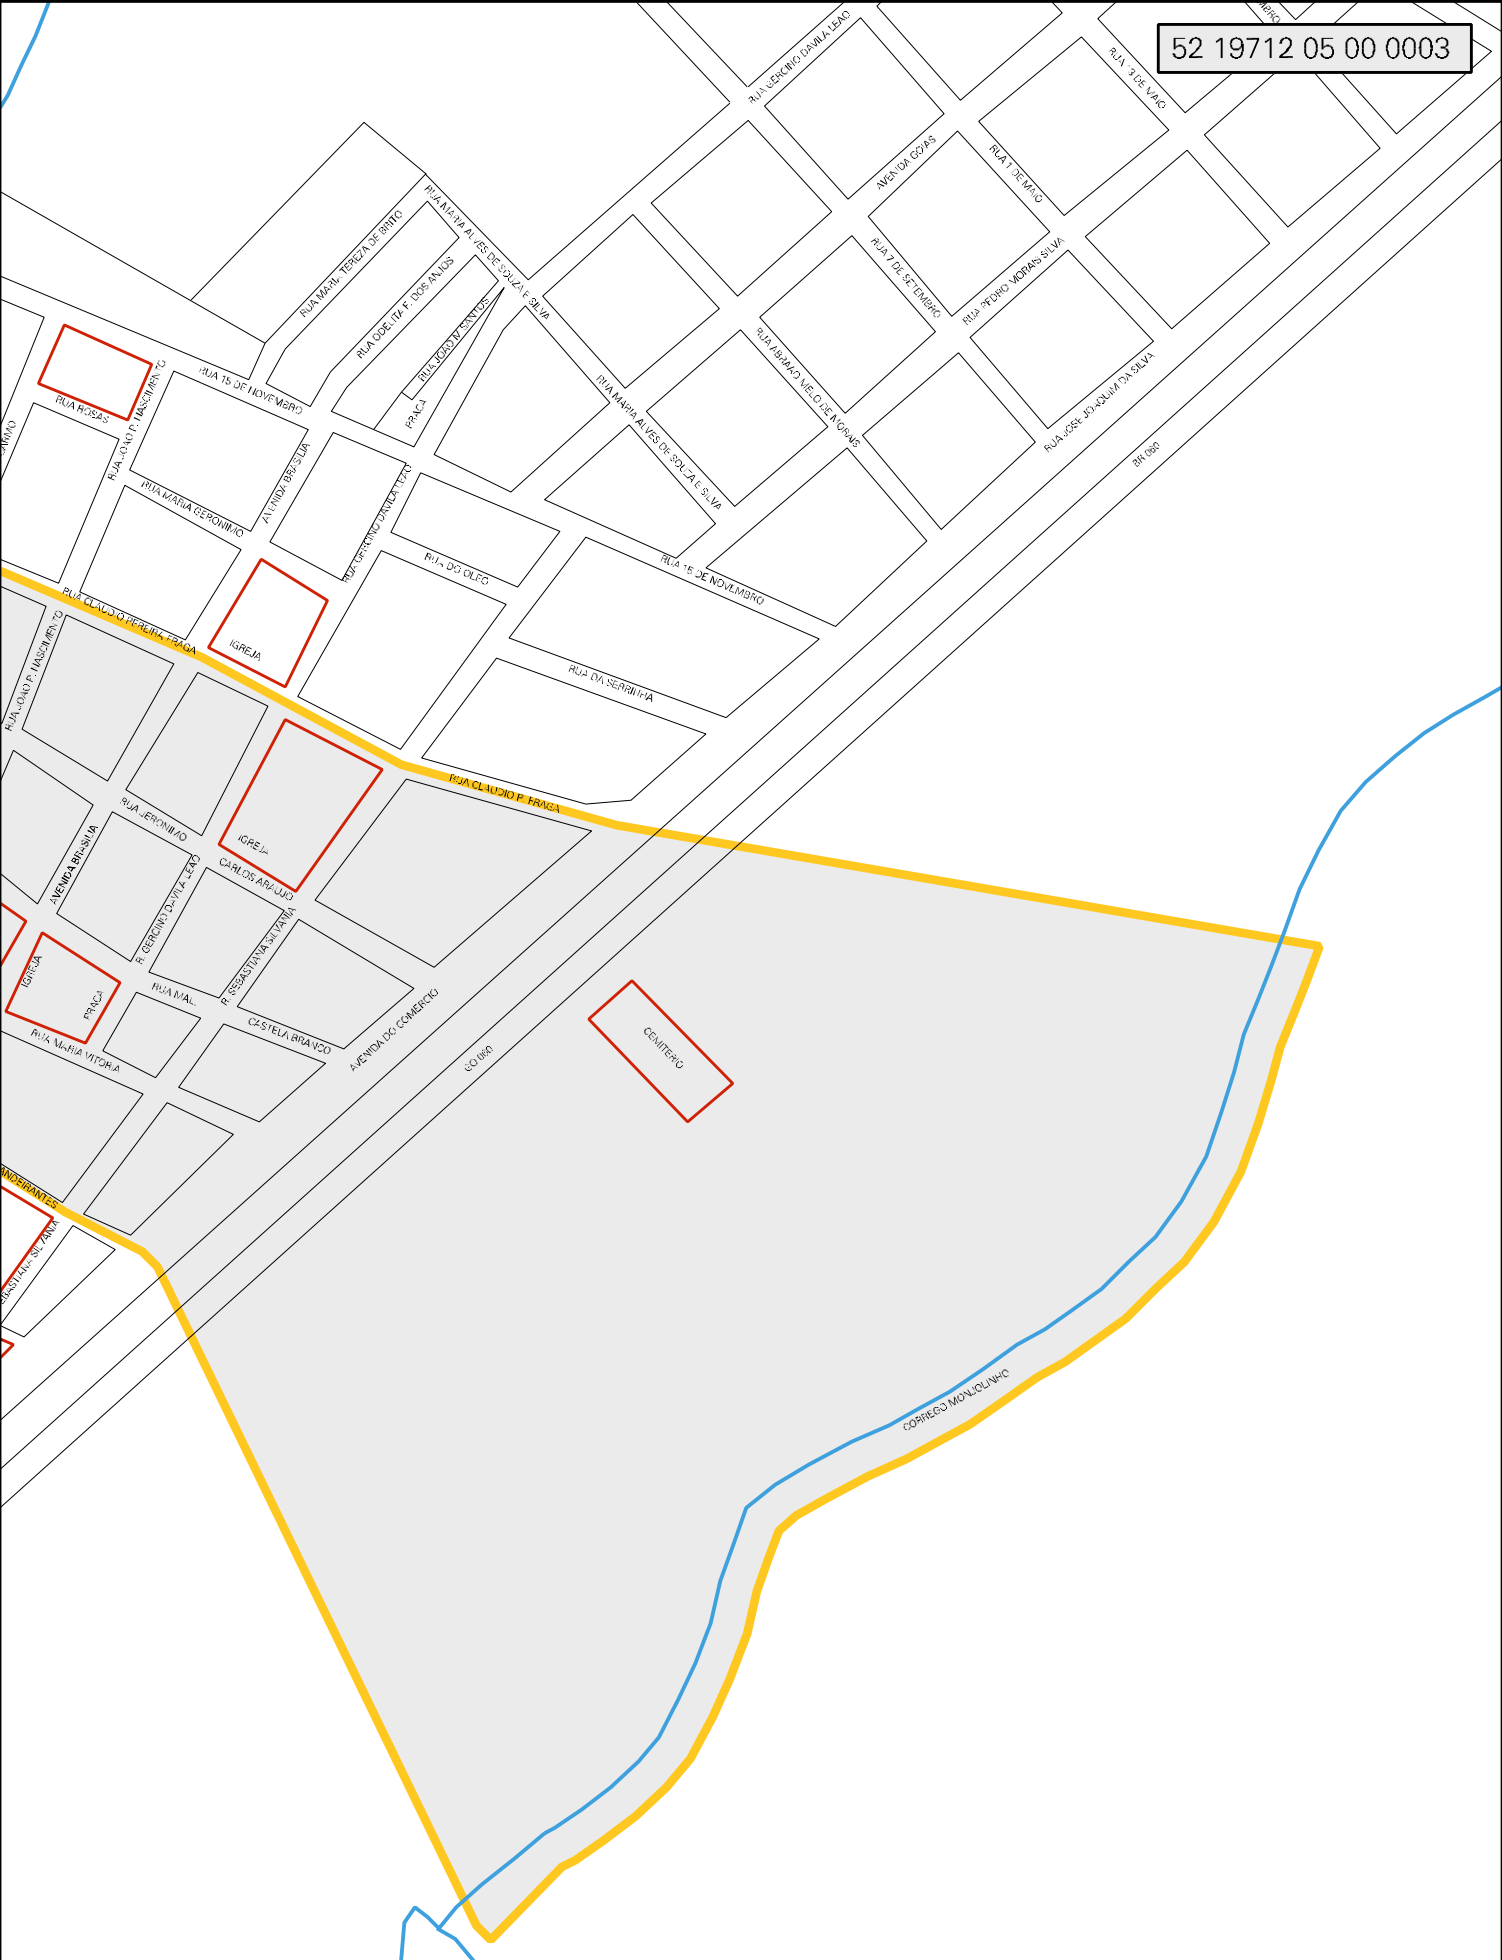 52 19712 05 00 0003
RUA GERCINO DAVILA LEAO
RUA 13 DE MAIO
AVENIDA GOIAS
RUA 1 DE MAIO
RUA MARIA ALVES DE SOUZA E SILVA
RUA MARIA TEREZA DE BRITO
RUA ODELITA F. DOS ANJOS
RUA 7 DE SETEMBRO
RUA PEDRO MORAIS SILVA
RUA JOAO M SANTOS
RUA ABRAAO MELO DE MORAIS
RUA JOSE JOAQUIM DA SILVA
RUA 15 DE NOVEMBRO
RUA JOAO P. NASCIMENTO
RUA ROSAS
PRACA
RUA MARIA ALVES DE SOUZA E SILVA
BR 060
AVENIDA BRASILIA
RUA MARIA GERONIMO
RUA GERCINO DAVILA LEAO
RUA DO OLEO
RUA 15 DE NOVEMBRO
RUA CLAUDIO PEREIRA FRAGA
IGREJA
RUA JOAO P. NASCIMENTO
RUA DA SERRINHA
RUA CLAUDIO P. FRAGA
RUA JERONIMO
IGREJA
AVENIDA BRASILIA
CARLOS ARAUJO
R. GERCINO DAVILA LEAO
R. SEBASTIANA SILVANIA
IGREJA
PRACA
RUA MAL.
CASTELA BRANCO
RUA MARIA VITORIA
AVENIDA DO COMERCIO
GO 060
CEMITERIO
ANDEIRANTES
EBASTIANA SILVANIA
CORREGO MONJOLINHO